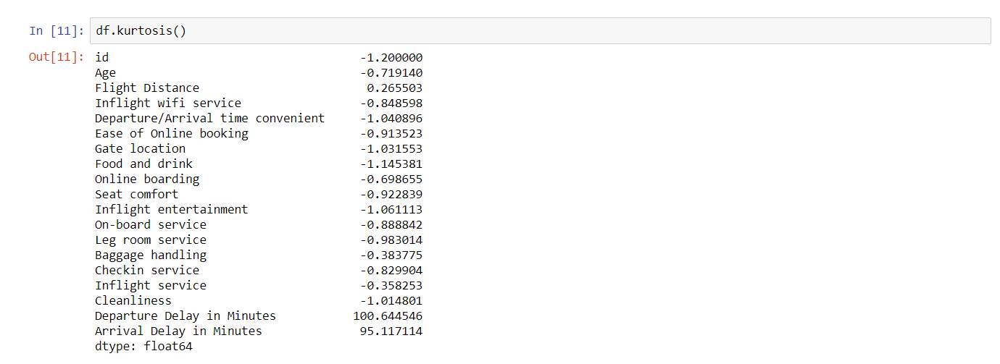 In [11]: df.kurtosis()
Out[11]: id -1.200000
Age -0.719140
Flight Distance 0.265503
Inflight wifi service -0.848598
Departure/Arrival time convenient -1.040896
Ease of Online booking -0.913523
Gate location -1.031553
Food and drink -1.145381
Online boarding -0.698655
Seat comfort -0.922839
Inflight entertainment -1.061113
On-board service -0.888842
Leg room service -0.983014
Baggage handling -0.383775
Checkin service -0.829904
Inflight service -0.358253
Cleanliness -1.014801
Departure Delay in Minutes 100.644546
Arrival Delay in Minutes 95.117114
dtype: float64